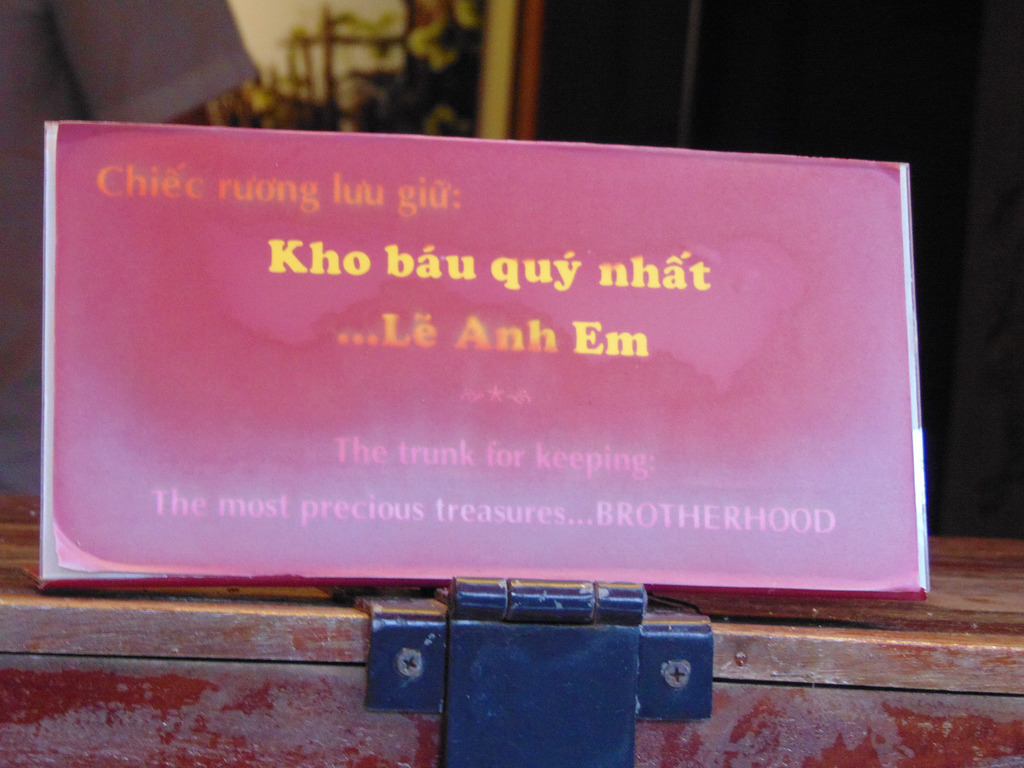 Chiếc rương lưu giữ:
Kho báu quý nhất
...Lẽ Anh Em
The trunk for keeping:
The most precious treasures...BROTHERHOOD